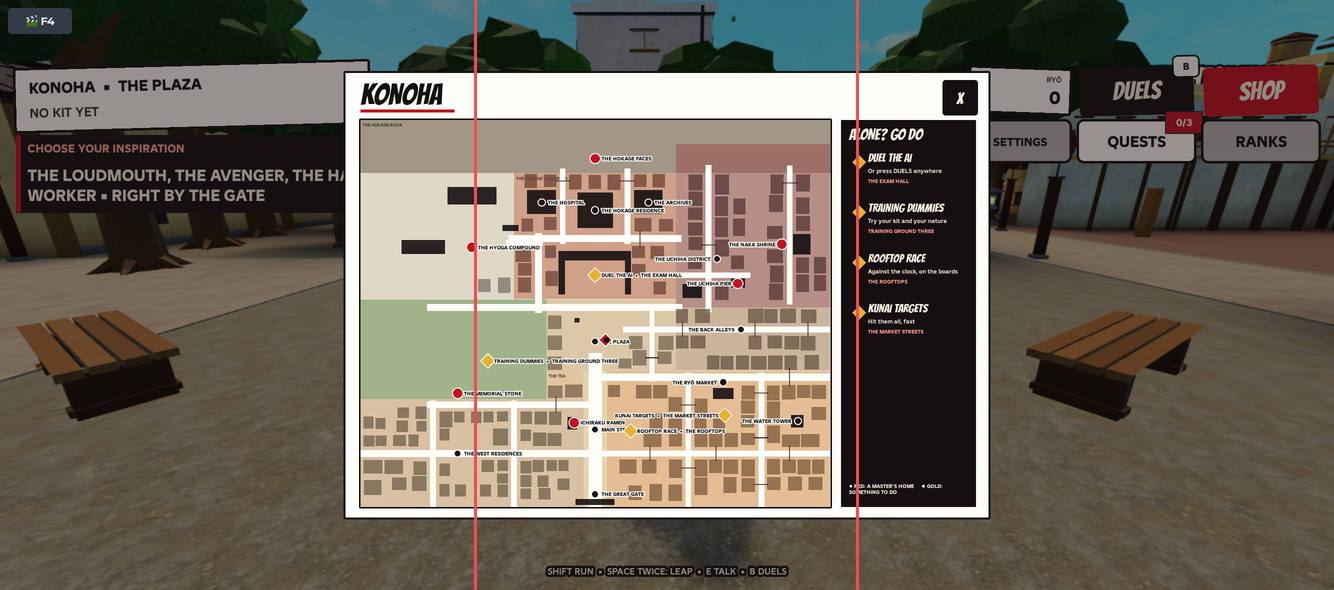 F4
KONOHA ▪ THE PLAZA
NO KIT YET
CHOOSE YOUR INSPIRATION
THE LOUDMOUTH, THE AVENGER, THE HA
WORKER ▪ RIGHT BY THE GATE
KONOHA
X
RYŌ
0
DUELS
B
SHOP
SETTINGS
QUESTS
0/3
RANKS
THE HOKAGE ROCK
THE HOKAGE FACES
THE HOSPITAL
THE ARCHIVES
THE HOKAGE RESIDENCE
THE HYŪGA COMPOUND
THE NAKA SHRINE
THE UCHIHA DISTRICT
DUEL THE AI • THE EXAM HALL
THE UCHIHA PIER
THE BACK ALLEYS
PLAZA
TRAINING DUMMIES • TRAINING GROUND THREE
THE TEA
THE RYŌ MARKET
THE MEMORIAL STONE
KUNAI TARGETS • THE MARKET STREETS
THE WATER TOWER
ICHIRAKU RAMEN
MAIN ST
ROOFTOP RACE • THE ROOFTOPS
THE WEST RESIDENCES
THE GREAT GATE
ALONE? GO DO
DUEL THE AI
Or press DUELS anywhere
THE EXAM HALL
TRAINING DUMMIES
Try your kit and your nature
TRAINING GROUND THREE
ROOFTOP RACE
Against the clock, on the boards
THE ROOFTOPS
KUNAI TARGETS
Hit them all, fast
THE MARKET STREETS
◆ RED: A MASTER'S HOME ◆ GOLD:
SOMETHING TO DO
SHIFT RUN ▪ SPACE TWICE: LEAP ▪ E TALK ▪ B DUELS